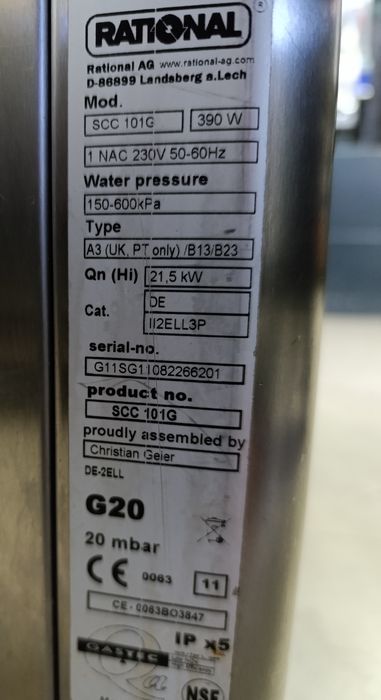 RATIONAL
®
Rational AG www.rational-ag.com
D-86899 Landsberg a.Lech
Mod.
SCC 101G 390 W
1 NAC 230V 50-60Hz
Water pressure
150-600kPa
Type
A3 (UK, PT only) /B13/B23
Qn (Hi) 21,5 kW
Cat. DE
II2ELL3P
serial-no.
G11SG11082266201
product no.
SCC 101G
proudly assembled by
Christian Geier
DE-2ELL
G20
20 mbar
CE 0063 11
CE-0063BO3847
IP x5
GASTEC
QA
NSF